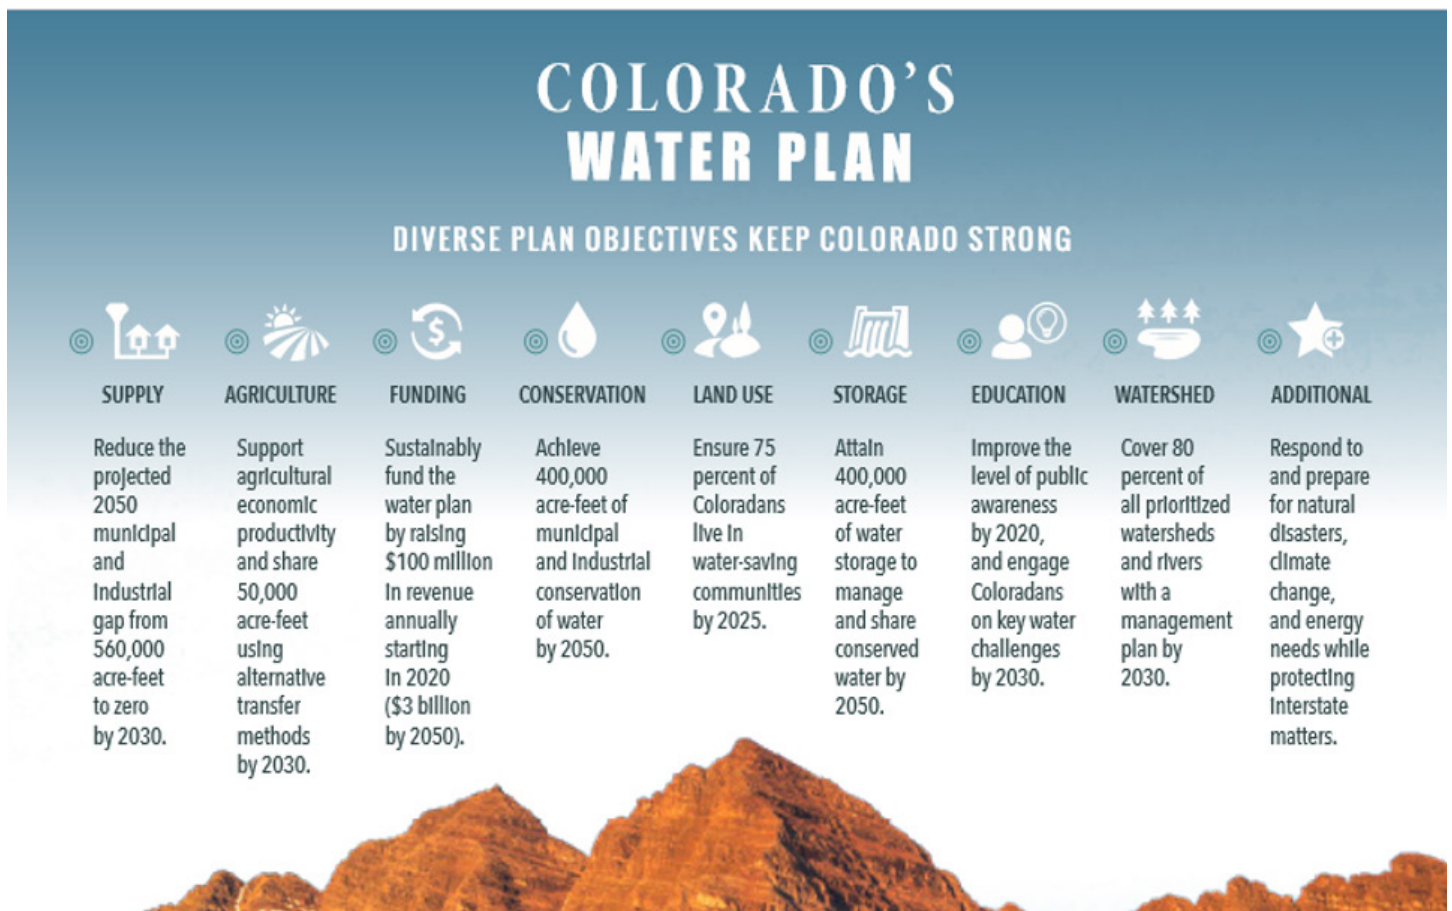 COLORADO'S
WATER PLAN
DIVERSE PLAN OBJECTIVES KEEP COLORADO STRONG
SUPPLY
Reduce the
projected
2050
municipal
and
industrial
gap from
560,000
acre-feet
to zero
by 2030.
AGRICULTURE
Support
agricultural
economic
productivity
and share
50,000
acre-feet
using
alternative
transfer
methods
by 2030.
FUNDING
Sustainably
fund the
water plan
by raising
$100 million
in revenue
annually
starting
in 2020
($3 billion
by 2050).
CONSERVATION
Achieve
400,000
acre-feet of
municipal
and industrial
conservation
of water
by 2050.
LAND USE
Ensure 75
percent of
Coloradans
live in
water-saving
communities
by 2025.
STORAGE
Attain
400,000
acre-feet
of water
storage to
manage
and share
conserved
water by
2050.
EDUCATION
Improve the
level of public
awareness
by 2020,
and engage
Coloradans
on key water
challenges
by 2030.
WATERSHED
Cover 80
percent of
all prioritized
watersheds
and rivers
with a
management
plan by
2030.
ADDITIONAL
Respond to
and prepare
for natural
disasters,
climate
change,
and energy
needs while
protecting
interstate
matters.